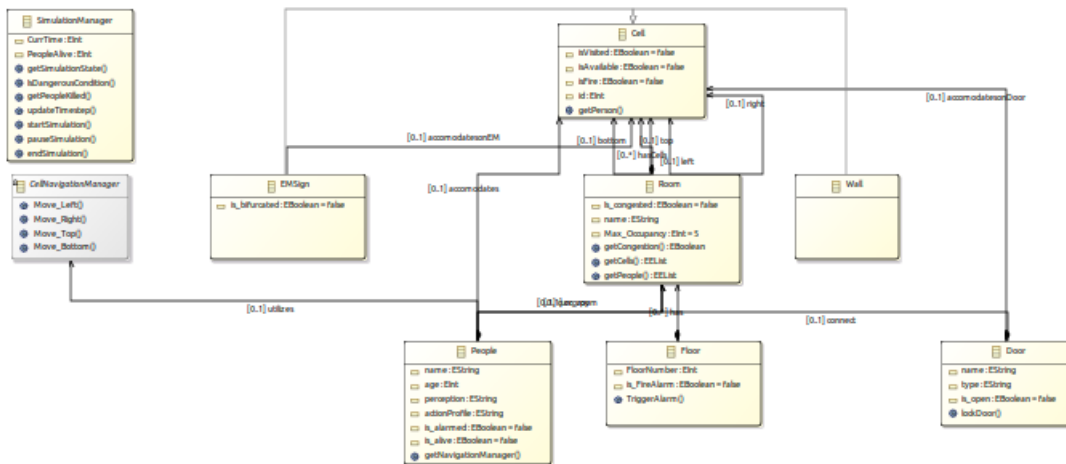 SimulationManager
CurrTime : EInt
PeopleAlive : EInt
getSimulationState()
isDangerousCondition()
getPeopleKilled()
updateTimestep()
startSimulation()
pauseSimulation()
endSimulation()
Cell
isVisited : EBoolean = false
isAvailable : EBoolean = false
isFire : EBoolean = false
id : EInt
getPerson()
[0..1] right
[0..1] accomodatesonDoor
[0..1] accomodatesonEM
[0..1] bottom
[0..1] top
[0..*] hasCells
[0..1] left
[0..1] accomodates
CellNavigationManager
Move_Left()
Move_Right()
Move_Top()
Move_Bottom()
EMSign
is_bifurcated : EBoolean = false
Room
is_congested : EBoolean = false
name : EString
Max_Occupancy : EInt = 5
getCongestion() : EBoolean
getCells() : EEList
getPeople() : EEList
Wall
[0..1] utilizes
has
[0..1] connect
People
name : EString
age : EInt
perception : EString
actionProfile : EString
is_alarmed : EBoolean = false
is_alive : EBoolean = false
getNavigationManager()
Floor
FloorNumber : EInt
is_FireAlarm : EBoolean = false
TriggerAlarm()
Door
name : EString
type : EString
is_open : EBoolean = false
lockDoor()